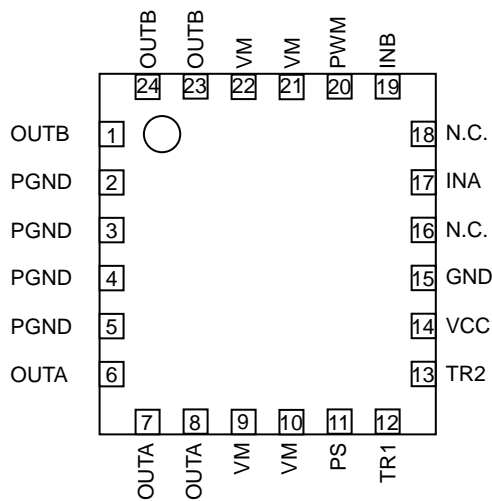 OUTB
OUTB
VM
VM
PWM
INB
24
23
22
21
20
19
OUTB 1
18 N.C.
PGND 2
17 INA
PGND 3
16 N.C.
PGND 4
15 GND
PGND 5
14 VCC
OUTA 6
13 TR2
7
8
9
10
11
12
OUTA
OUTA
VM
VM
PS
TR1